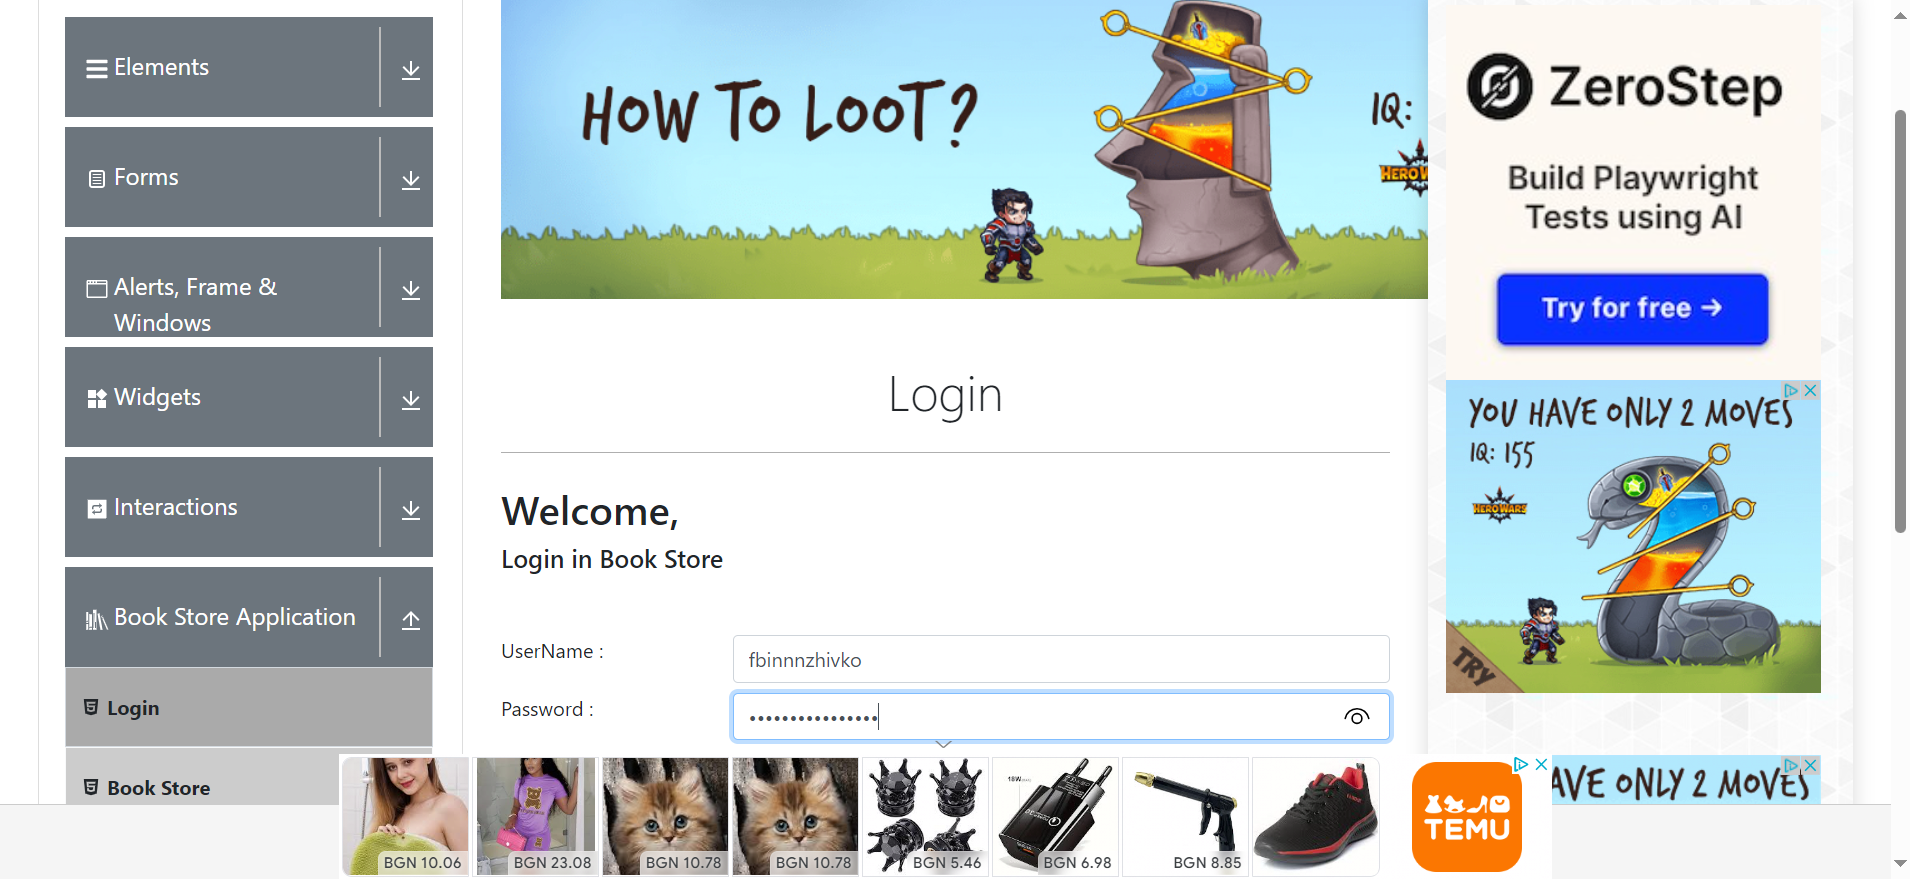 Elements
Forms
Alerts, Frame &
Windows
Widgets
Interactions
Book Store Application
Login
Book Store
HOW TO LOOT?
IQ:
HEROW
Login
Welcome,
Login in Book Store
UserName :
fbinnnzhivko
Password :
••••••••••••••••
ZeroStep
Build Playwright
Tests using AI
Try for free →
YOU HAVE ONLY 2 MOVES
IQ: 155
HEROWARS
TRY
BGN 10.06
BGN 23.08
BGN 10.78
BGN 10.78
BGN 5.46
18W
BGN 6.98
BGN 8.85
TEMU
AVE ONLY 2 MOVES